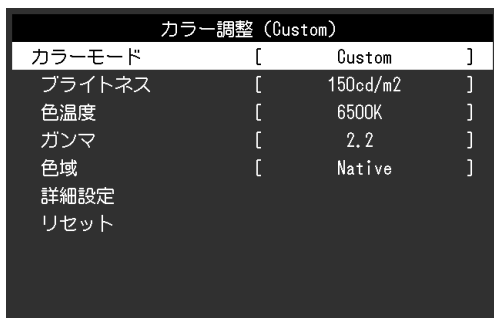 カラー調整（Custom）
カラーモード [ Custom ]
ブライトネス [ 150cd/m2 ]
色温度 [ 6500K ]
ガンマ [ 2.2 ]
色域 [ Native ]
詳細設定
リセット